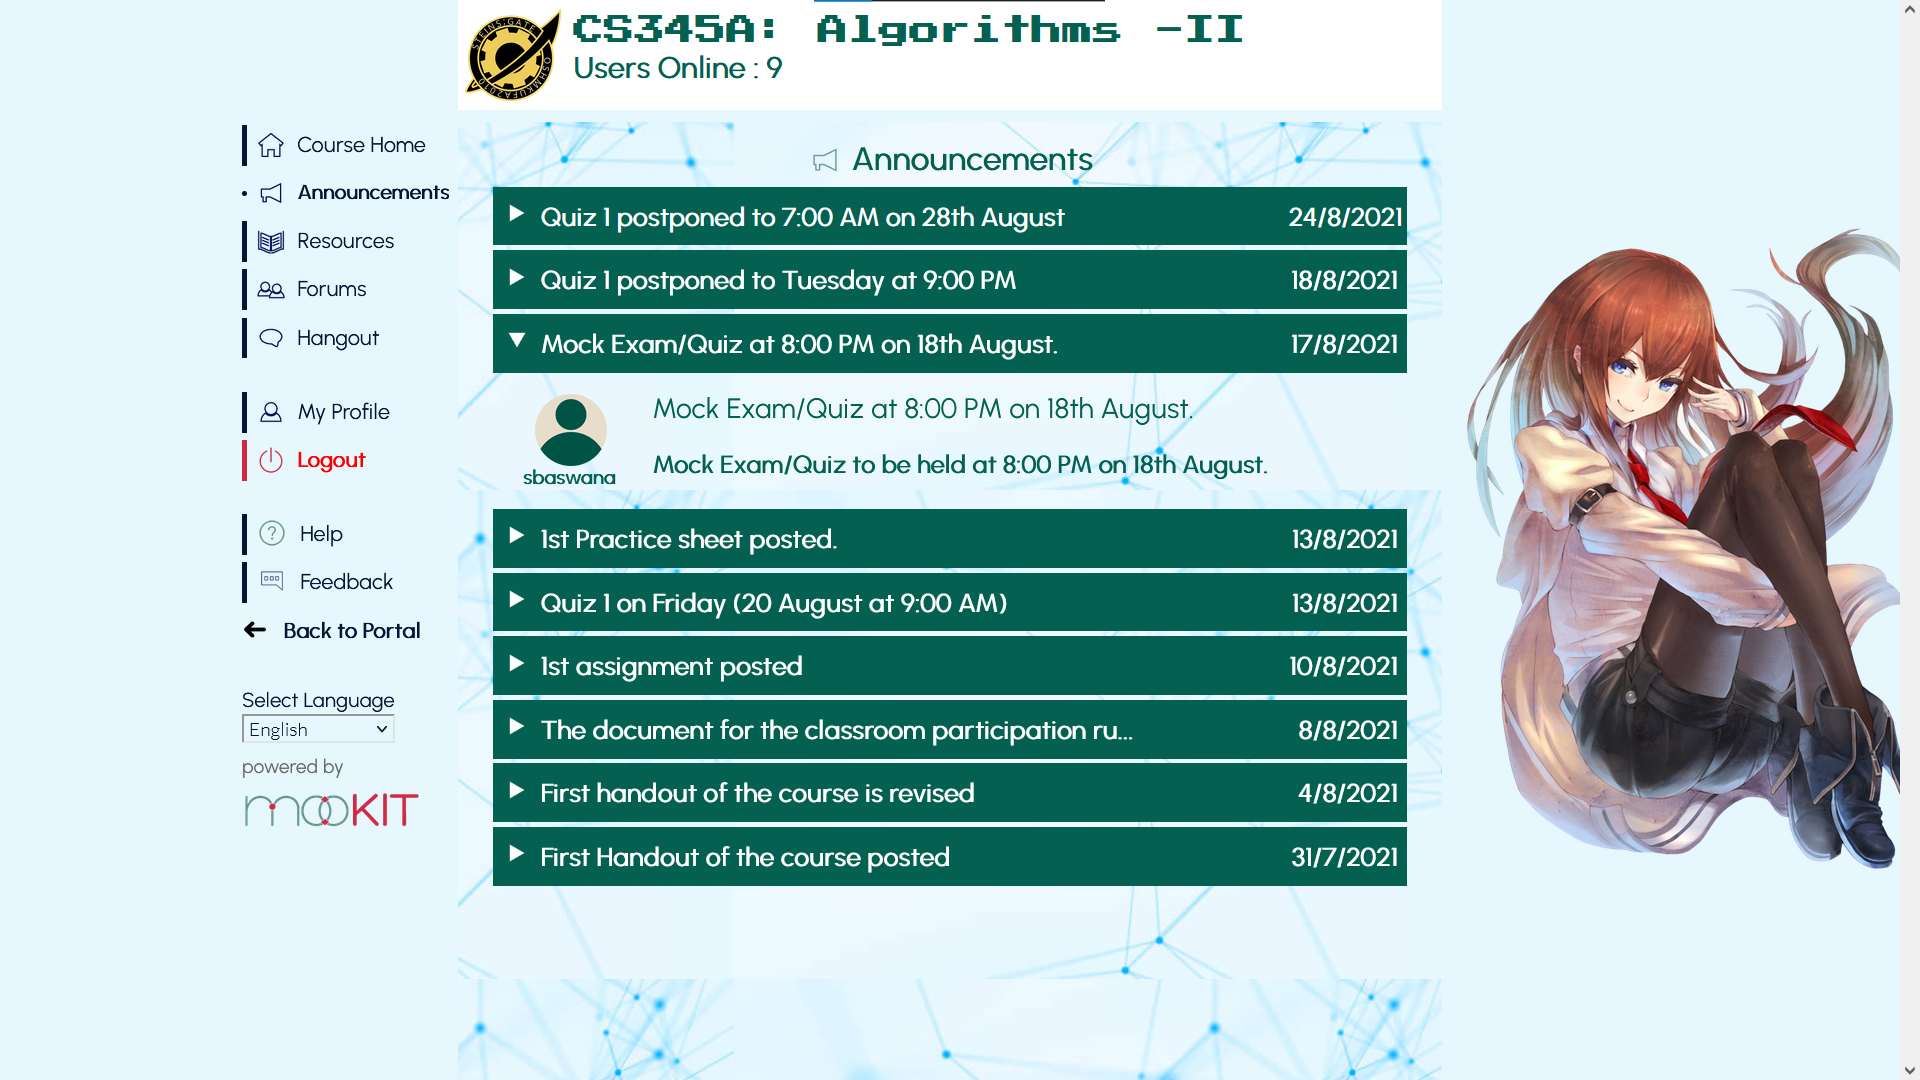 STEINS;GATE
OSHMKUFA2010
CS345A: Algorithms -II
Users Online : 9
Course Home
Announcements
Resources
Forums
Hangout
My Profile
Logout
Help
Feedback
Back to Portal
Select Language
English
powered by
mooKIT
Announcements
Quiz 1 postponed to 7:00 AM on 28th August 24/8/2021
Quiz 1 postponed to Tuesday at 9:00 PM 18/8/2021
Mock Exam/Quiz at 8:00 PM on 18th August. 17/8/2021
sbaswana
Mock Exam/Quiz at 8:00 PM on 18th August.
Mock Exam/Quiz to be held at 8:00 PM on 18th August.
1st Practice sheet posted. 13/8/2021
Quiz 1 on Friday (20 August at 9:00 AM) 13/8/2021
1st assignment posted 10/8/2021
The document for the classroom participation ru... 8/8/2021
First handout of the course is revised 4/8/2021
First Handout of the course posted 31/7/2021